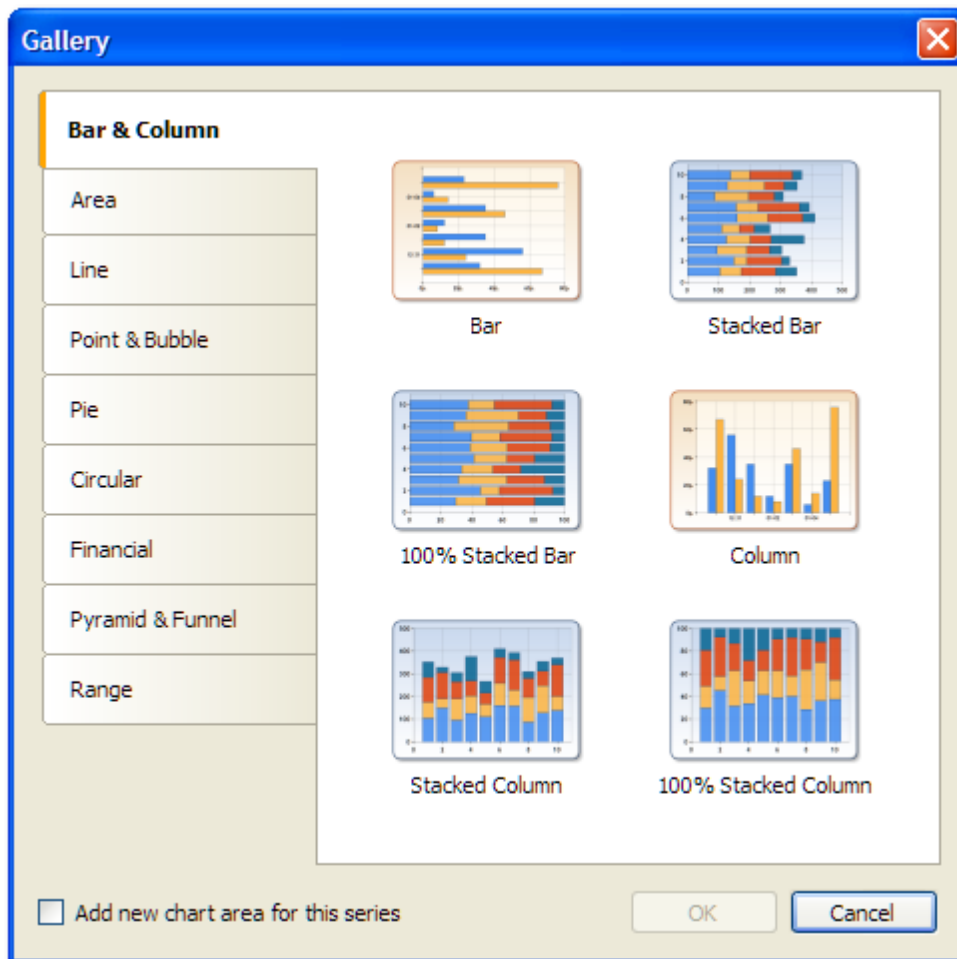 Gallery
Bar & Column
Area
Line
Point & Bubble
Pie
Circular
Financial
Pyramid & Funnel
Range
Bar
Stacked Bar
100% Stacked Bar
Column
Stacked Column
100% Stacked Column
Add new chart area for this series
OK
Cancel